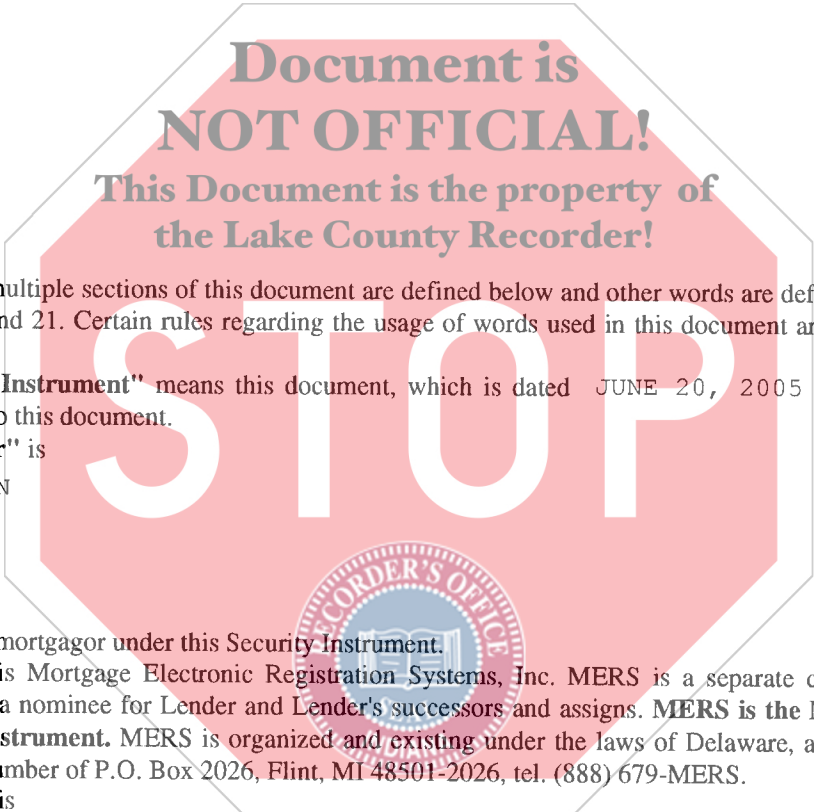 Document is
NOT OFFICIAL!
This Document is the property of
the Lake County Recorder!
ultiple sections of this document are defined below and other words are def
nd 21. Certain rules regarding the usage of words used in this document a
STOP
Instrument" means this document, which is dated JUNE 20, 2005
this document.
r" is
N
RECORDER'S OFFICE
mortgagor under this Security Instrument.
is Mortgage Electronic Registration Systems, Inc. MERS is a separate
a nominee for Lender and Lender's successors and assigns. MERS is the
strument. MERS is organized and existing under the laws of Delaware, a
mber of P.O. Box 2026, Flint, MI 48501-2026, tel. (888) 679-MERS.
is